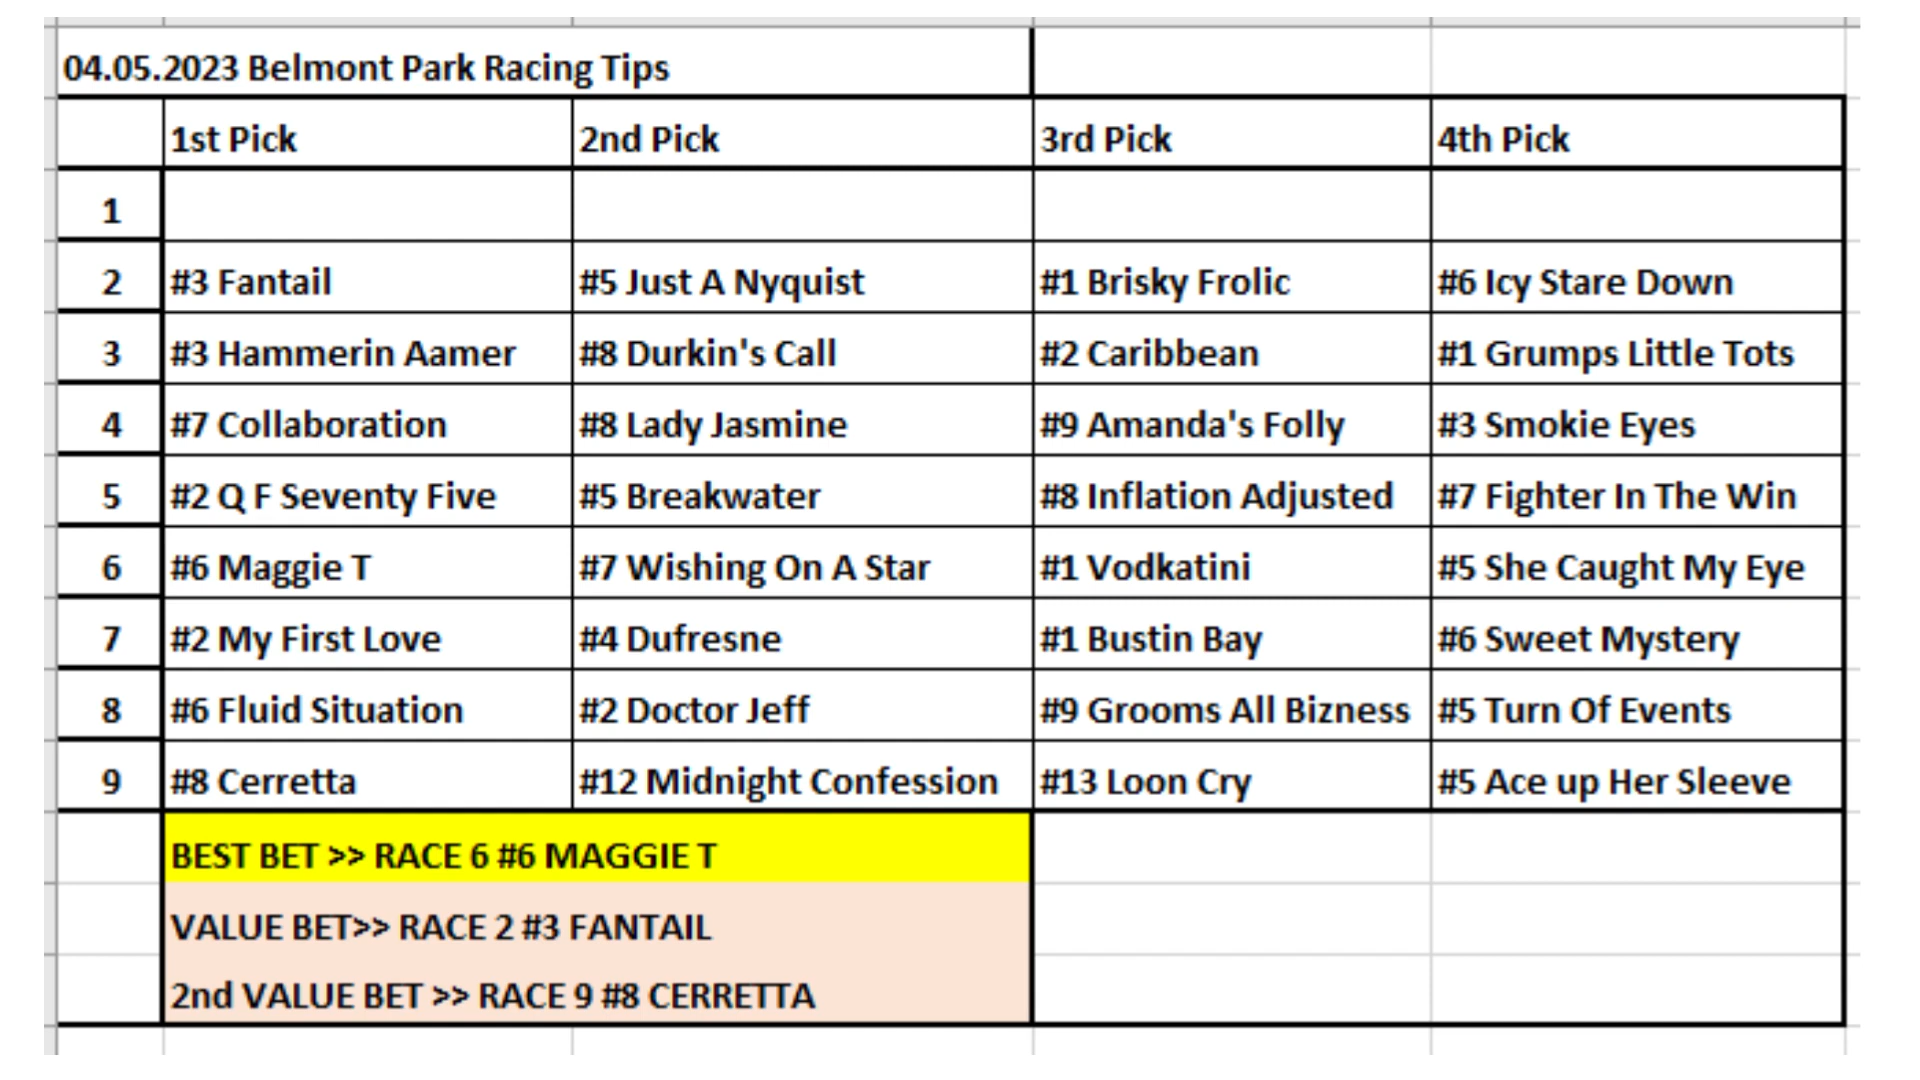 04.05.2023 Belmont Park Racing Tips
1st Pick 2nd Pick 3rd Pick 4th Pick
1
2 #3 Fantail #5 Just A Nyquist #1 Brisky Frolic #6 Icy Stare Down
3 #3 Hammerin Aamer #8 Durkin's Call #2 Caribbean #1 Grumps Little Tots
4 #7 Collaboration #8 Lady Jasmine #9 Amanda's Folly #3 Smokie Eyes
5 #2 Q F Seventy Five #5 Breakwater #8 Inflation Adjusted #7 Fighter In The Win
6 #6 Maggie T #7 Wishing On A Star #1 Vodkatini #5 She Caught My Eye
7 #2 My First Love #4 Dufresne #1 Bustin Bay #6 Sweet Mystery
8 #6 Fluid Situation #2 Doctor Jeff #9 Grooms All Bizness #5 Turn Of Events
9 #8 Cerretta #12 Midnight Confession #13 Loon Cry #5 Ace up Her Sleeve
BEST BET >> RACE 6 #6 MAGGIE T
VALUE BET>> RACE 2 #3 FANTAIL
2nd VALUE BET >> RACE 9 #8 CERRETTA